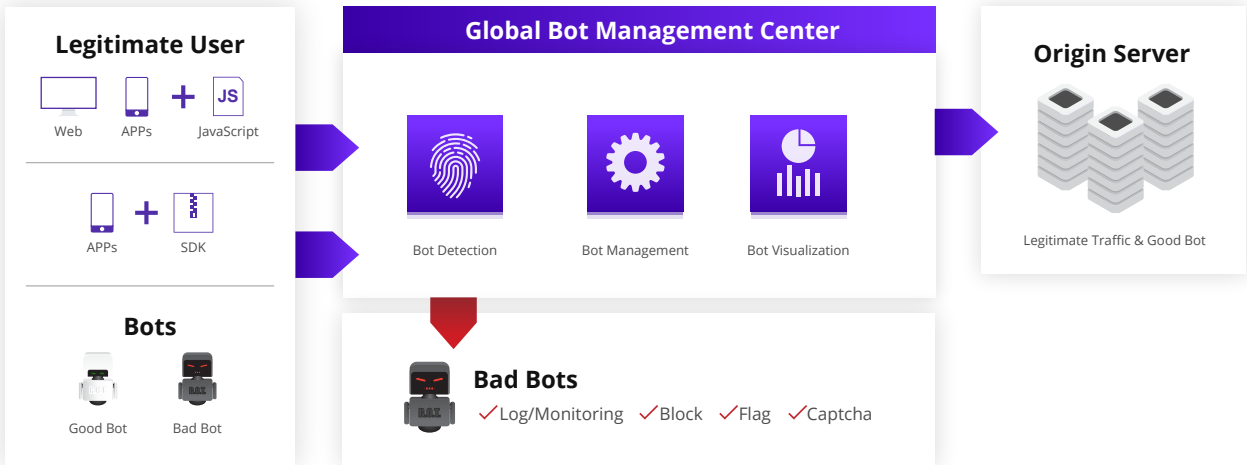 Legitimate User
Web
APPs
JS
JavaScript
APPs
SDK
Bots
B.O.T.
Good Bot
Bad Bot
Global Bot Management Center
Bot Detection
Bot Management
Bot Visualization
B.O.T.
Bad Bots
Log/Monitoring Block Flag Captcha
Origin Server
Legitimate Traffic & Good Bot